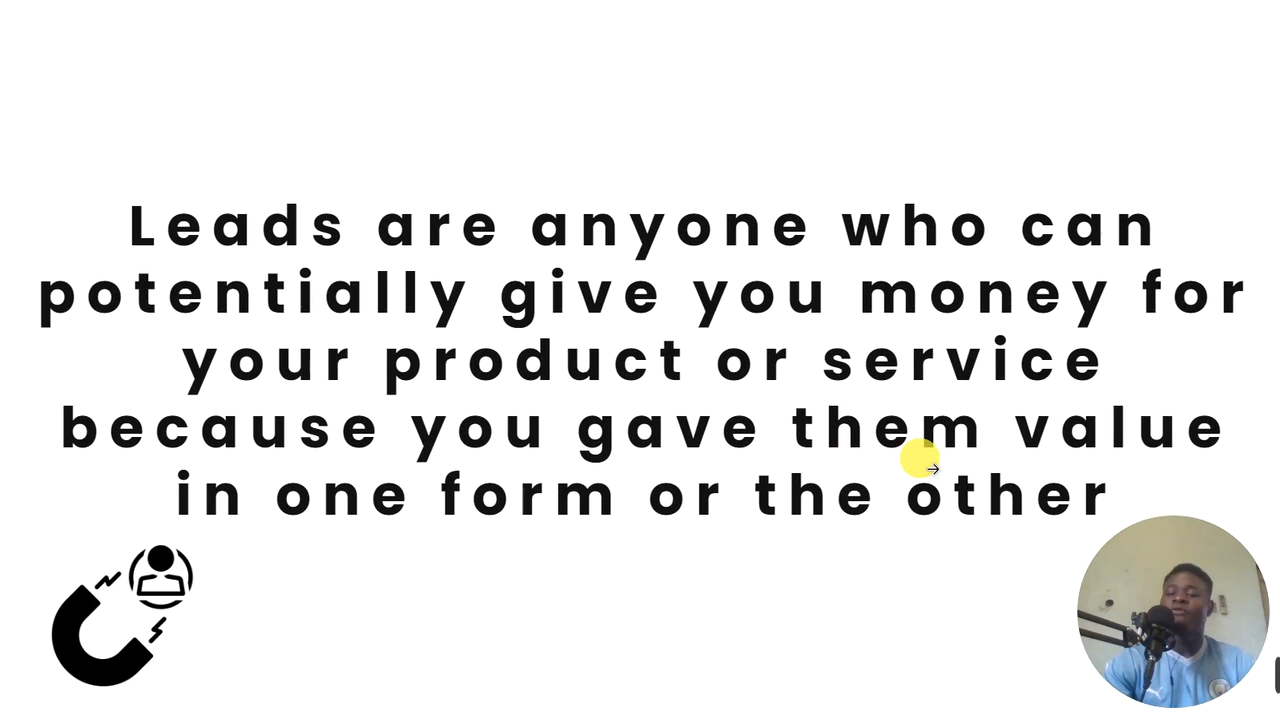 Leads are anyone who can
potentially give you money for
your product or service
because you gave them value
in one form or the other